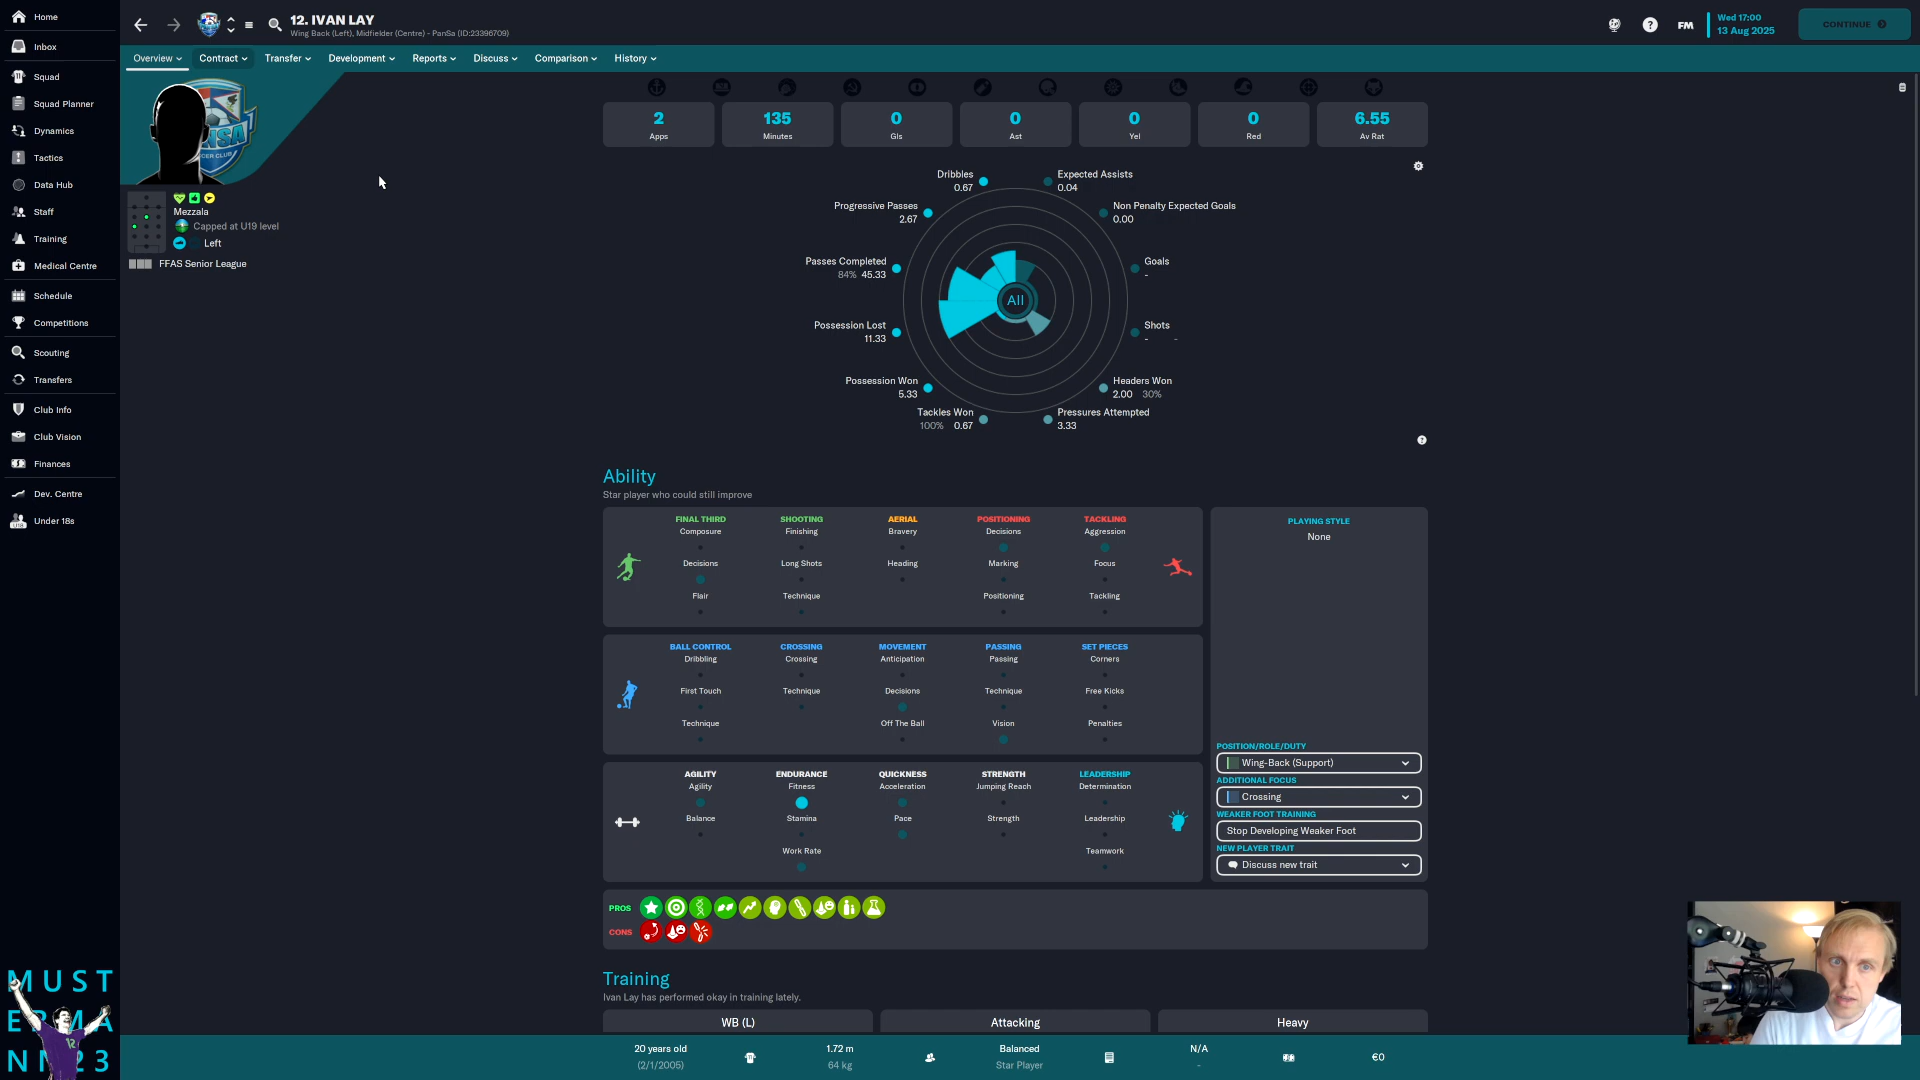 Home
Inbox
Squad
Squad Planner
Dynamics
Tactics
Data Hub
Staff
Training
Medical Centre
Schedule
Competitions
Scouting
Transfers
Club Info
Club Vision
Finances
Dev. Centre
Under 18s
MUST
ERMA
NN23
12. IVAN LAY
Wing Back (Left), Midfielder (Centre) - PanSa (ID:23396709)
FM
Wed 17:00
13 Aug 2025
CONTINUE
Overview
Contract
Transfer
Development
Reports
Discuss
Comparison
History
Mezzala
Capped at U19 level
Left
FFAS Senior League
2
Apps
135
Minutes
0
Gls
0
Ast
0
Yel
0
Red
6.55
Av Rat
Dribbles
0.67
Expected Assists
0.04
Progressive Passes
2.67
Non Penalty Expected Goals
0.00
Passes Completed
84% 45.33
Goals
-
All
Possession Lost
11.33
Shots
- -
Possession Won
5.33
Headers Won
2.00 30%
Tackles Won
100% 0.67
Pressures Attempted
3.33
Ability
Star player who could still improve
FINAL THIRD
Composure
Decisions
Flair
SHOOTING
Finishing
Long Shots
Technique
AERIAL
Bravery
Heading
POSITIONING
Decisions
Marking
Positioning
TACKLING
Aggression
Focus
Tackling
BALL CONTROL
Dribbling
First Touch
Technique
CROSSING
Crossing
Technique
MOVEMENT
Anticipation
Decisions
Off The Ball
PASSING
Passing
Technique
Vision
SET PIECES
Corners
Free Kicks
Penalties
AGILITY
Agility
Balance
ENDURANCE
Fitness
Stamina
Work Rate
QUICKNESS
Acceleration
Pace
STRENGTH
Jumping Reach
Strength
LEADERSHIP
Determination
Leadership
Teamwork
PLAYING STYLE
None
POSITION/ROLE/DUTY
Wing-Back (Support)
ADDITIONAL FOCUS
Crossing
WEAKER FOOT TRAINING
Stop Developing Weaker Foot
NEW PLAYER TRAIT
Discuss new trait
PROS
CONS
Training
Ivan Lay has performed okay in training lately.
WB (L)
Attacking
Heavy
20 years old
(2/1/2005)
1.72 m
64 kg
Balanced
Star Player
N/A
-
€0